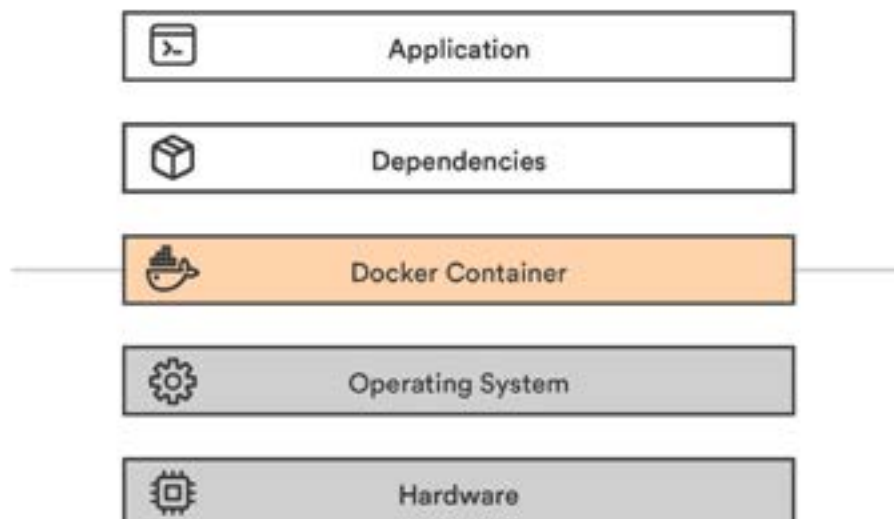 Application
Dependencies
Docker Container
Operating System
Hardware